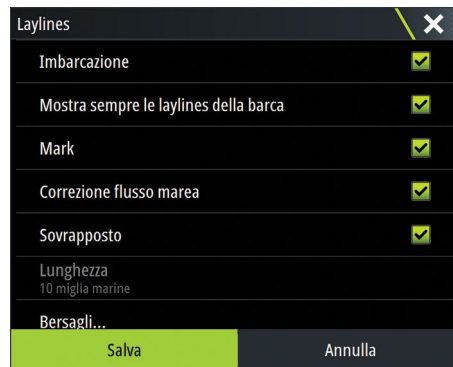 Laylines
Imbarcazione
Mostra sempre le laylines della barca
Mark
Correzione flusso marea
Sovrapposto
Lunghezza
10 miglia marine
Bersagli...
Salva
Annulla